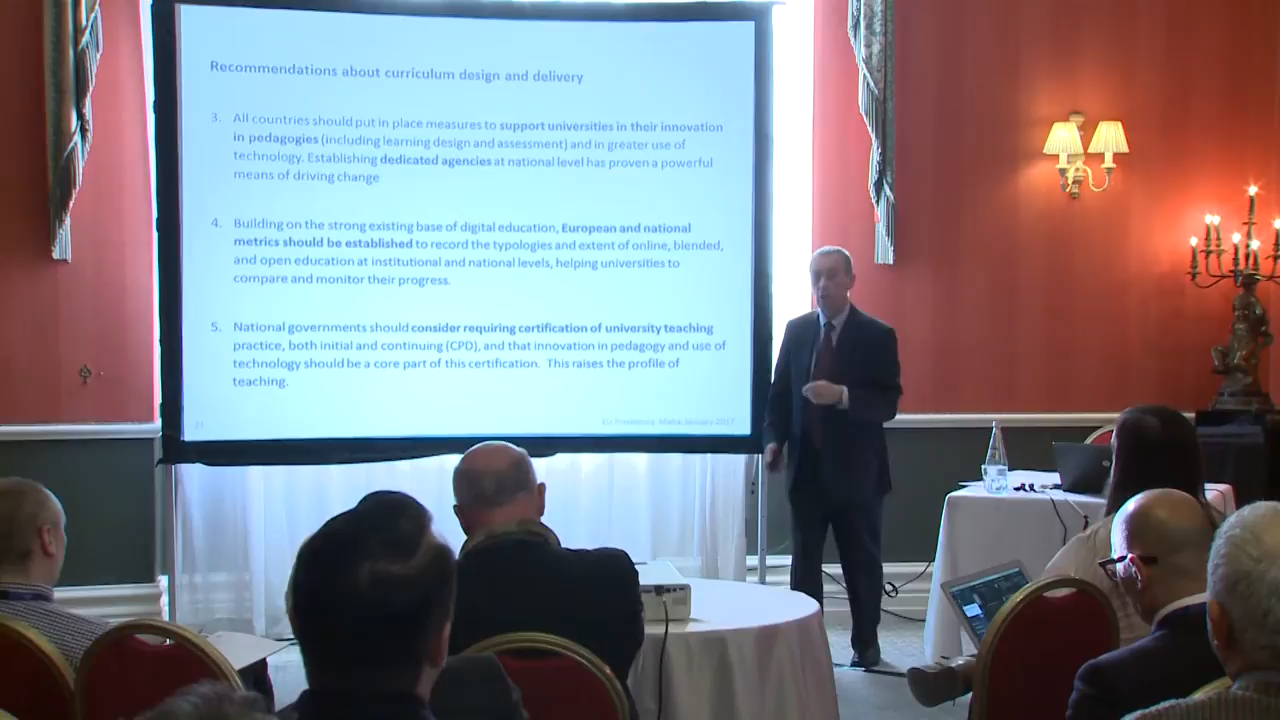 Recommendations about curriculum design and delivery
3. All countries should put in place measures to support universities in their innovation
in pedagogies (including learning design and assessment) and in greater use of
technology. Establishing dedicated agencies at national level has proven a powerful
means of driving change
4. Building on the strong existing base of digital education, European and national
metrics should be established to record the typologies and extent of online, blended,
and open education at institutional and national levels, helping universities to
compare and monitor their progress.
5. National governments should consider requiring certification of university teaching
practice, both initial and continuing (CPD), and that innovation in pedagogy and use of
technology should be a core part of this certification. This raises the profile of
teaching.
EU Presidency, Malta, January 2017